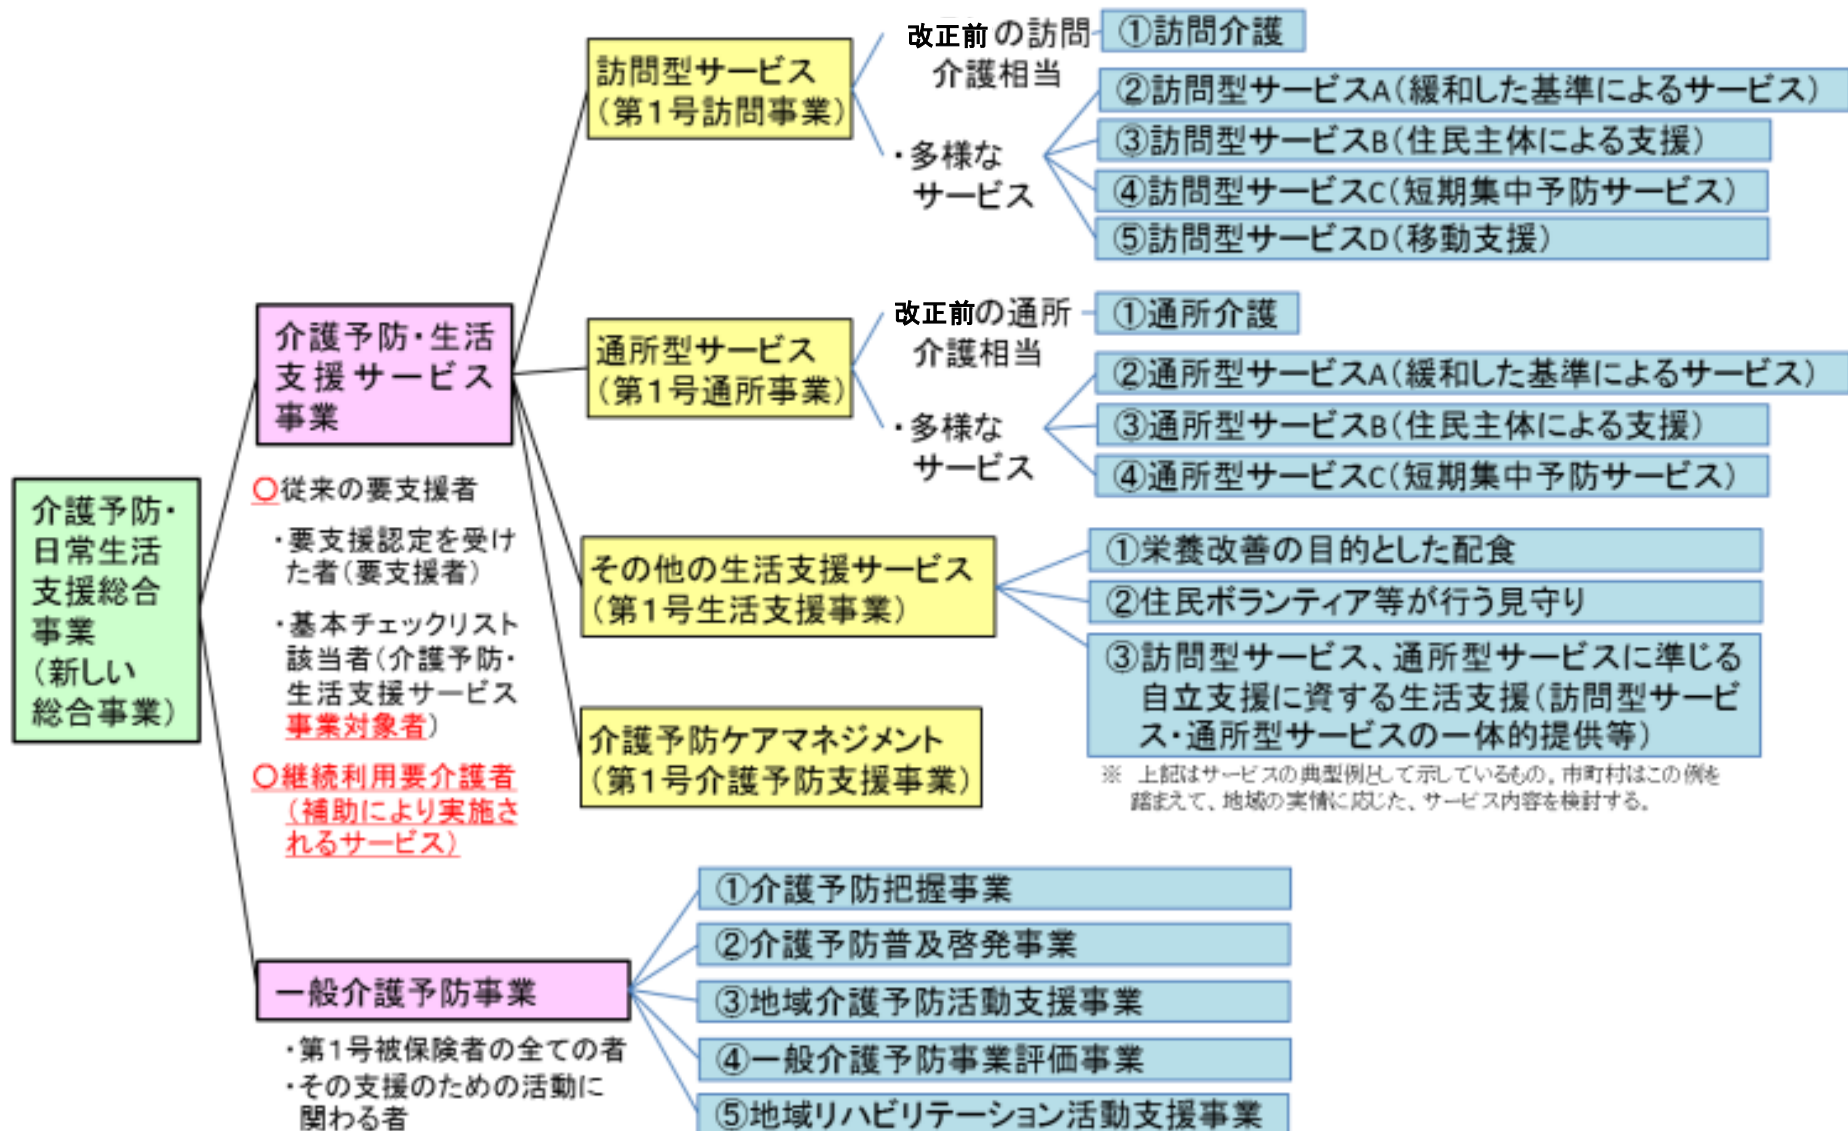 介護予防・
日常生活
支援総合
事業
（新しい
総合事業）
介護予防・生活
支援サービス
事業
〇従来の要支援者
・要支援認定を受け
た者（要支援者）
・基本チェックリスト
該当者（介護予防・
生活支援サービス
事業対象者）
〇継続利用要介護者
（補助により実施さ
れるサービス）
訪問型サービス
（第1号訪問事業）
改正前の訪問
介護相当
①訪問介護
・多様な
サービス
②訪問型サービスA（緩和した基準によるサービス）
③訪問型サービスB（住民主体による支援）
④訪問型サービスC（短期集中予防サービス）
⑤訪問型サービスD（移動支援）
通所型サービス
（第1号通所事業）
改正前の通所
介護相当
①通所介護
・多様な
サービス
②通所型サービスA（緩和した基準によるサービス）
③通所型サービスB（住民主体による支援）
④通所型サービスC（短期集中予防サービス）
その他の生活支援サービス
（第1号生活支援事業）
①栄養改善の目的とした配食
②住民ボランティア等が行う見守り
③訪問型サービス、通所型サービスに準じる
自立支援に資する生活支援（訪問型サービ
ス・通所型サービスの一体的提供等）
介護予防ケアマネジメント
（第1号介護予防支援事業）
※ 上記はサービスの典型例として示しているもの。市町村はこの例を
踏まえて、地域の実情に応じた、サービス内容を検討する。
一般介護予防事業
・第1号被保険者の全ての者
・その支援のための活動に
関わる者
①介護予防把握事業
②介護予防普及啓発事業
③地域介護予防活動支援事業
④一般介護予防事業評価事業
⑤地域リハビリテーション活動支援事業